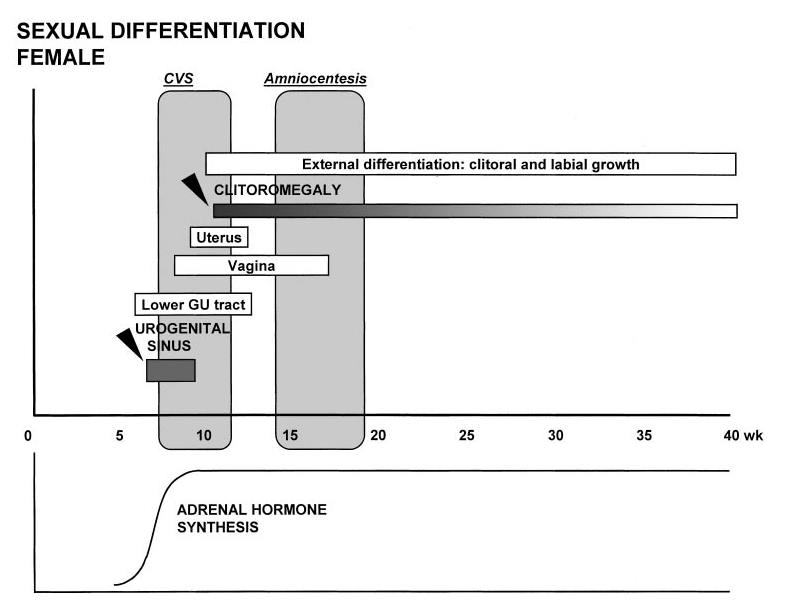 SEXUAL DIFFERENTIATION
FEMALE
CVS
Amniocentesis
External differentiation: clitoral and labial growth
CLITOROMEGALY
Uterus
Vagina
Lower GU tract
UROGENITAL
SINUS
0 5 10 15 20 25 30 35 40 wk
ADRENAL HORMONE
SYNTHESIS